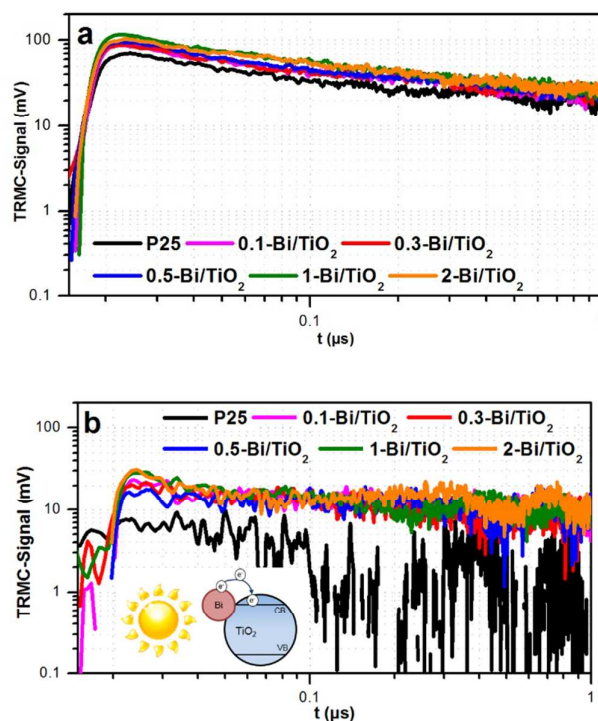 a
100
10
1
0.1
TRMC-Signal (mV)
P25 0.1-Bi/TiO₂ 0.3-Bi/TiO₂
0.5-Bi/TiO₂ 1-Bi/TiO₂ 2-Bi/TiO₂
0.1 1
t (µs)
b
P25 0.1-Bi/TiO₂ 0.3-Bi/TiO₂
0.5-Bi/TiO₂ 1-Bi/TiO₂ 2-Bi/TiO₂
100
10
1
0.1
TRMC-Signal (mV)
e⁻
e⁻ e⁻
Bi CB
TiO₂
VB
0.1 1
t (µs)